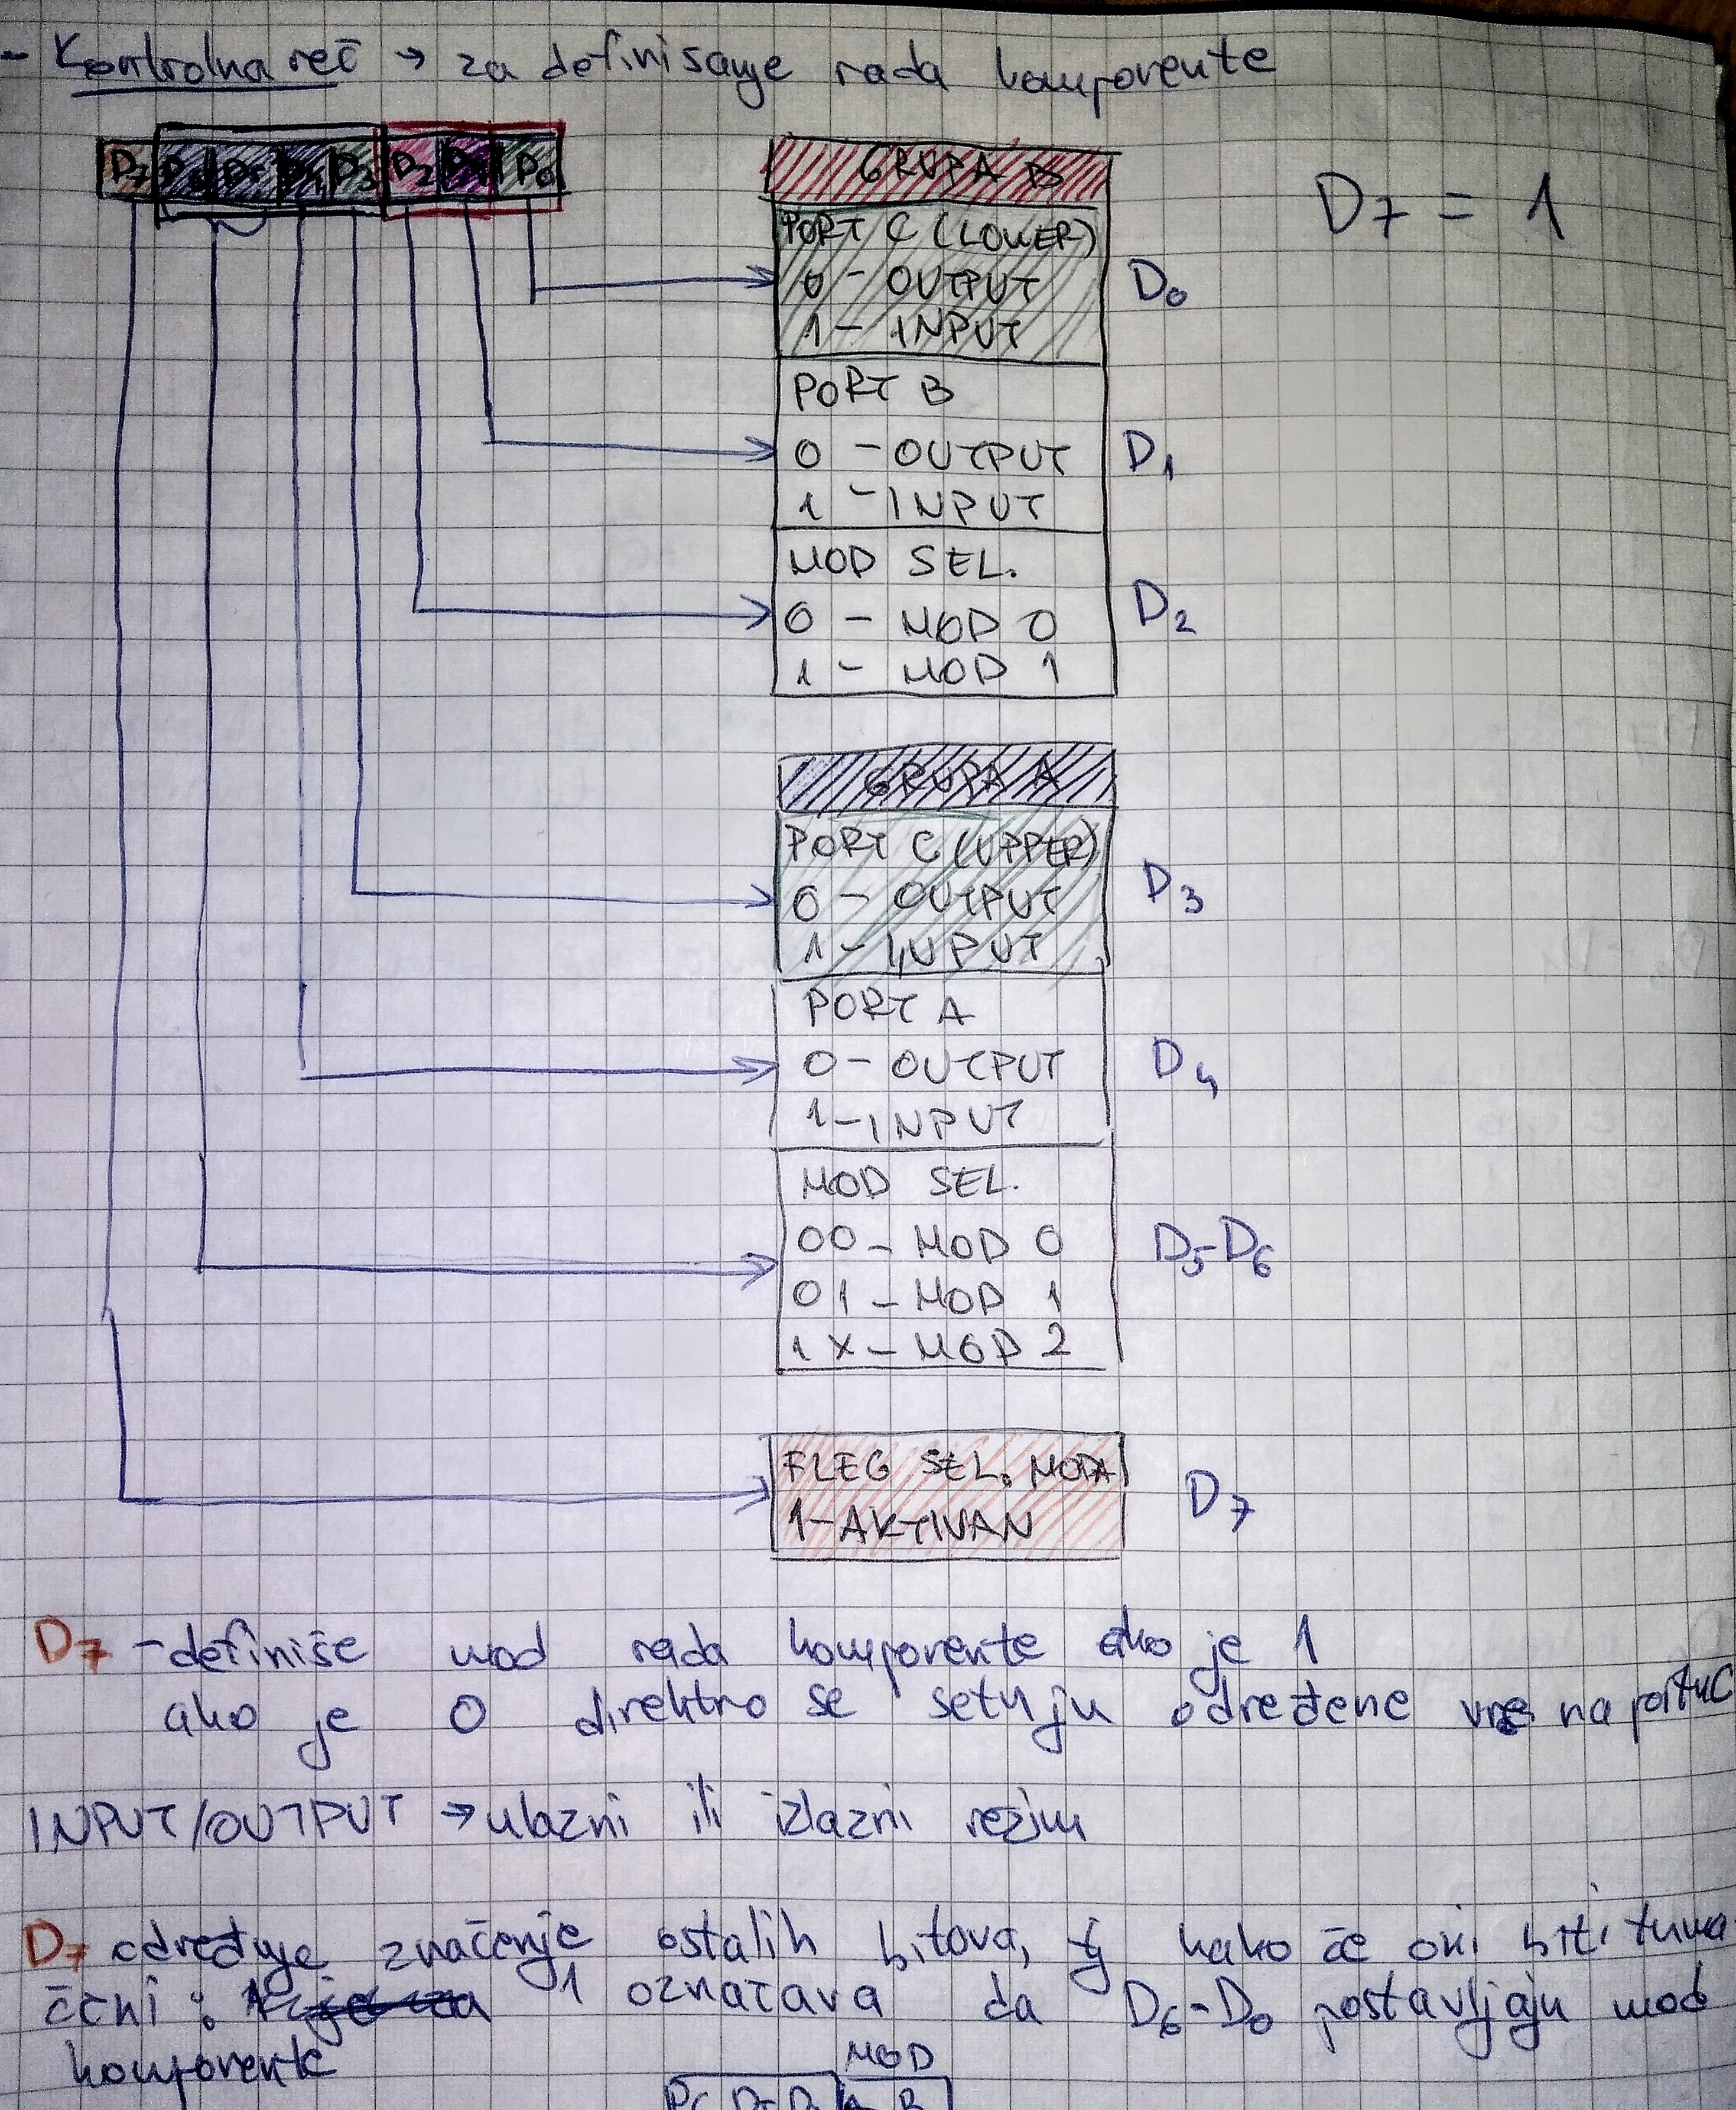 - Kontrolna reč → za definisanje rada komponente
D7 D6 D5 D4 D3 D2 D1 D0
D7 = 1
GRUPA B
PORT C (LOWER)
0 - OUTPUT
1 - INPUT
D0
PORT B
0 - OUTPUT
1 - INPUT
D1
MOD SEL.
0 - MOD 0
1 - MOD 1
D2
GRUPA A
PORT C (UPPER)
0 - OUTPUT
1 - INPUT
D3
PORT A
0 - OUTPUT
1 - INPUT
D4
MOD SEL.
00 - MOD 0
01 - MOD 1
1X - MOD 2
D5-D6
FLEG SEL. MODA
1 - AKTIVAN
D7
D7 - definiše mod rada komponente ako je 1
ako je 0 direktno se setuju određene na portu C
INPUT/OUTPUT → ulazni ili izlazni režim
D7 određuje značenje ostalih bitova, tj kako će oni biti tuma
čeni : 1 označava da D6-D0 postavljaju mod
komponente
MOD
A B